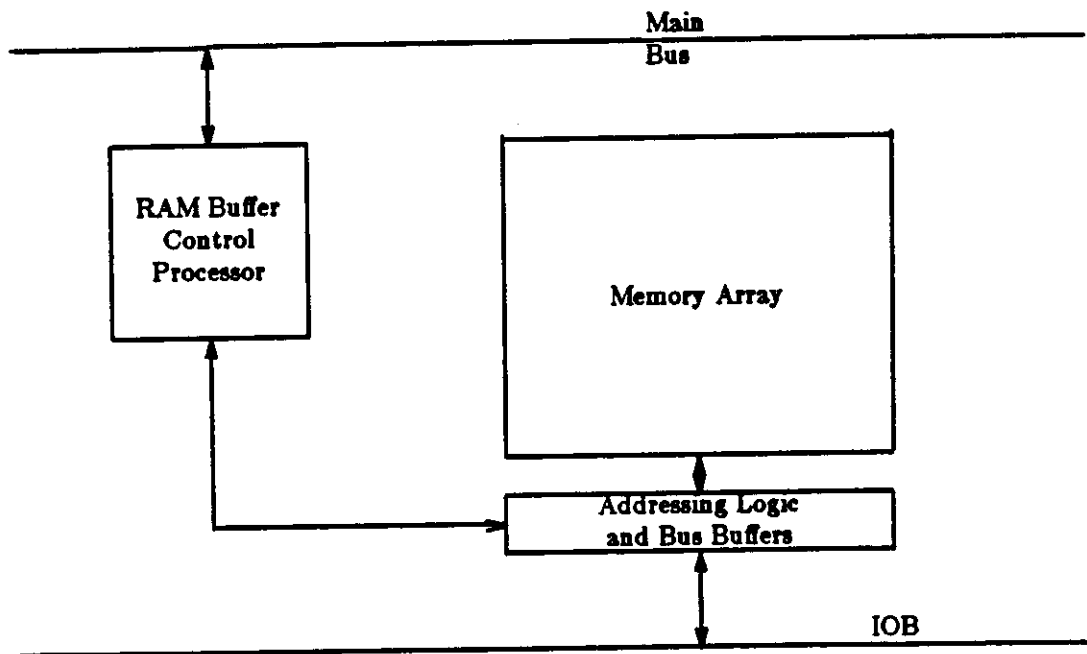 Main
Bus
RAM Buffer
Control
Processor
Memory Array
Addressing Logic
and Bus Buffers
IOB